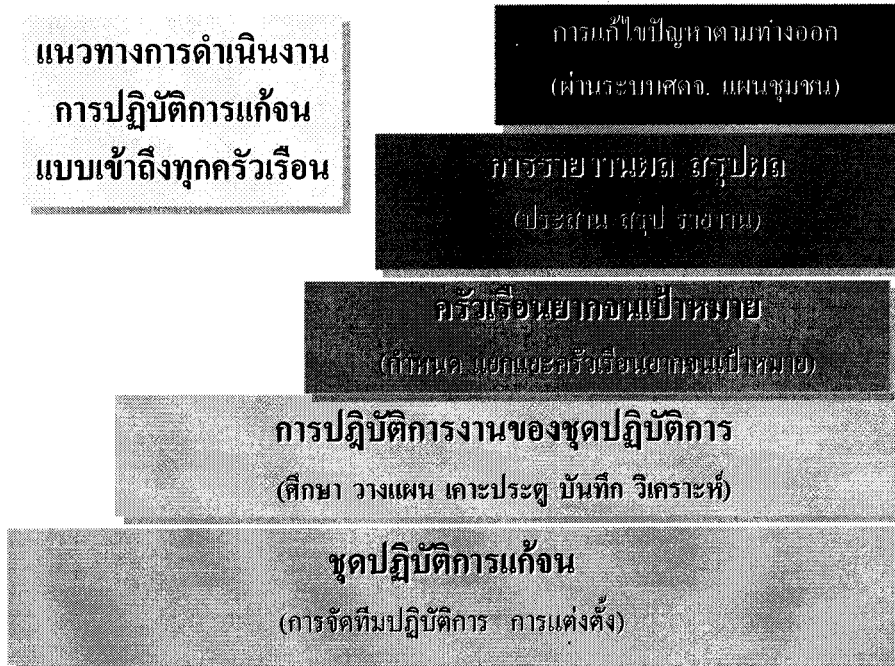 แนวทางการดำเนินงาน
การปฏิบัติการแก้จน
แบบเข้าถึงทุกครัวเรือน
การแก้ไขปัญหาตามทางออก
(ผ่านระบบศตจ. แผนชุมชน)
การรายงานผล สรุปผล
(ประสาน สรุป รายงาน)
ครัวเรือนยากจนเป้าหมาย
(กำหนด แยกแยะครัวเรือนยากจนเป้าหมาย)
การปฎิบัติการงานของชุดปฏิบัติการ
(ศึกษา วางแผน เคาะประตู บันทึก วิเคราะห์)
ชุดปฏิบัติการแก้จน
(การจัดทีมปฏิบัติการ การแต่งตั้ง)